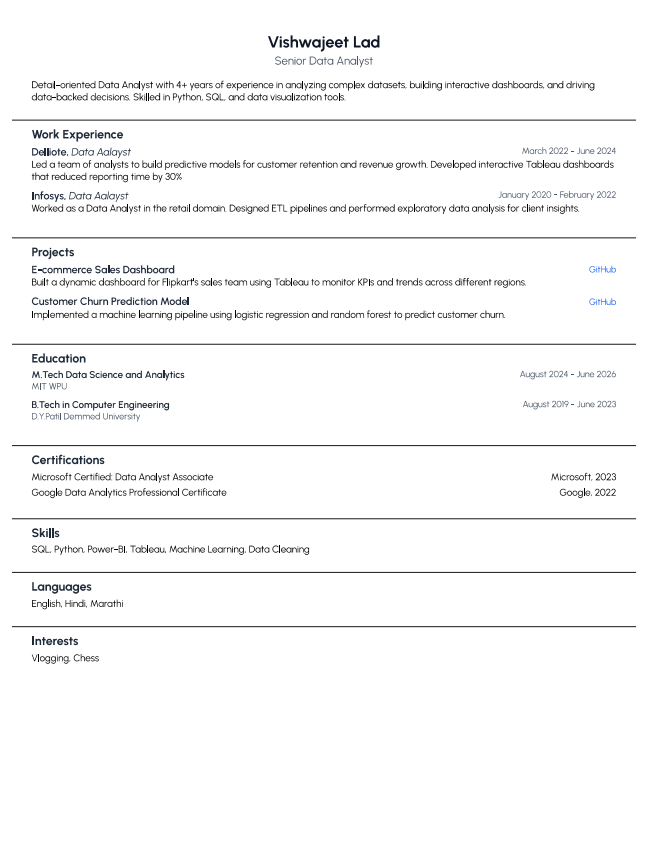 Vishwajeet Lad
Senior Data Analyst
Detail-oriented Data Analyst with 4+ years of experience in analyzing complex datasets, building interactive dashboards, and driving
data-backed decisions. Skilled in Python, SQL, and data visualization tools.
Work Experience
Delliote, Data Aalayst March 2022 - June 2024
Led a team of analysts to build predictive models for customer retention and revenue growth. Developed interactive Tableau dashboards
that reduced reporting time by 30%
Infosys, Data Aalayst January 2020 - February 2022
Worked as a Data Analyst in the retail domain. Designed ETL pipelines and performed exploratory data analysis for client insights.
Projects
E-commerce Sales Dashboard GitHub
Built a dynamic dashboard for Flipkart's sales team using Tableau to monitor KPIs and trends across different regions.
Customer Churn Prediction Model GitHub
Implemented a machine learning pipeline using logistic regression and random forest to predict customer churn.
Education
M.Tech Data Science and Analytics August 2024 - June 2026
MIT WPU
B.Tech in Computer Engineering August 2019 - June 2023
D.Y.Patil Demmed University
Certifications
Microsoft Certified: Data Analyst Associate Microsoft, 2023
Google Data Analytics Professional Certificate Google, 2022
Skills
SQL, Python, Power-BI, Tableau, Machine Learning, Data Cleaning
Languages
English, Hindi, Marathi
Interests
Vlogging, Chess